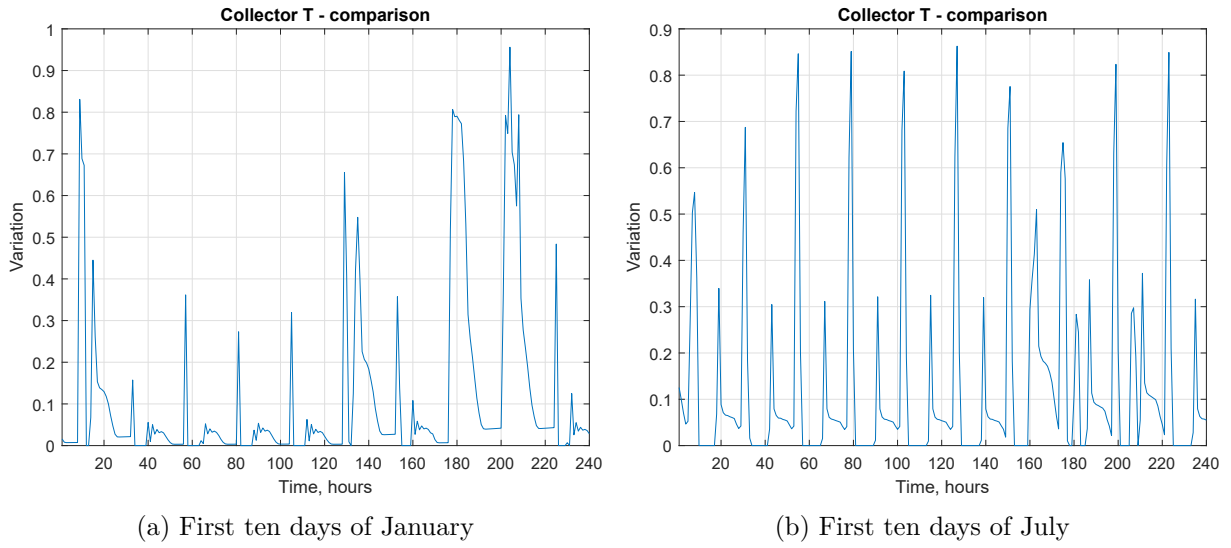 Collector T - comparison
1
0.9
0.8
0.7
0.6
0.5
0.4
0.3
0.2
0.1
0
Variation
20 40 60 80 100 120 140 160 180 200 220 240
Time, hours
(a) First ten days of January
Collector T - comparison
0.9
0.8
0.7
0.6
0.5
0.4
0.3
0.2
0.1
0
Variation
20 40 60 80 100 120 140 160 180 200 220 240
Time, hours
(b) First ten days of July